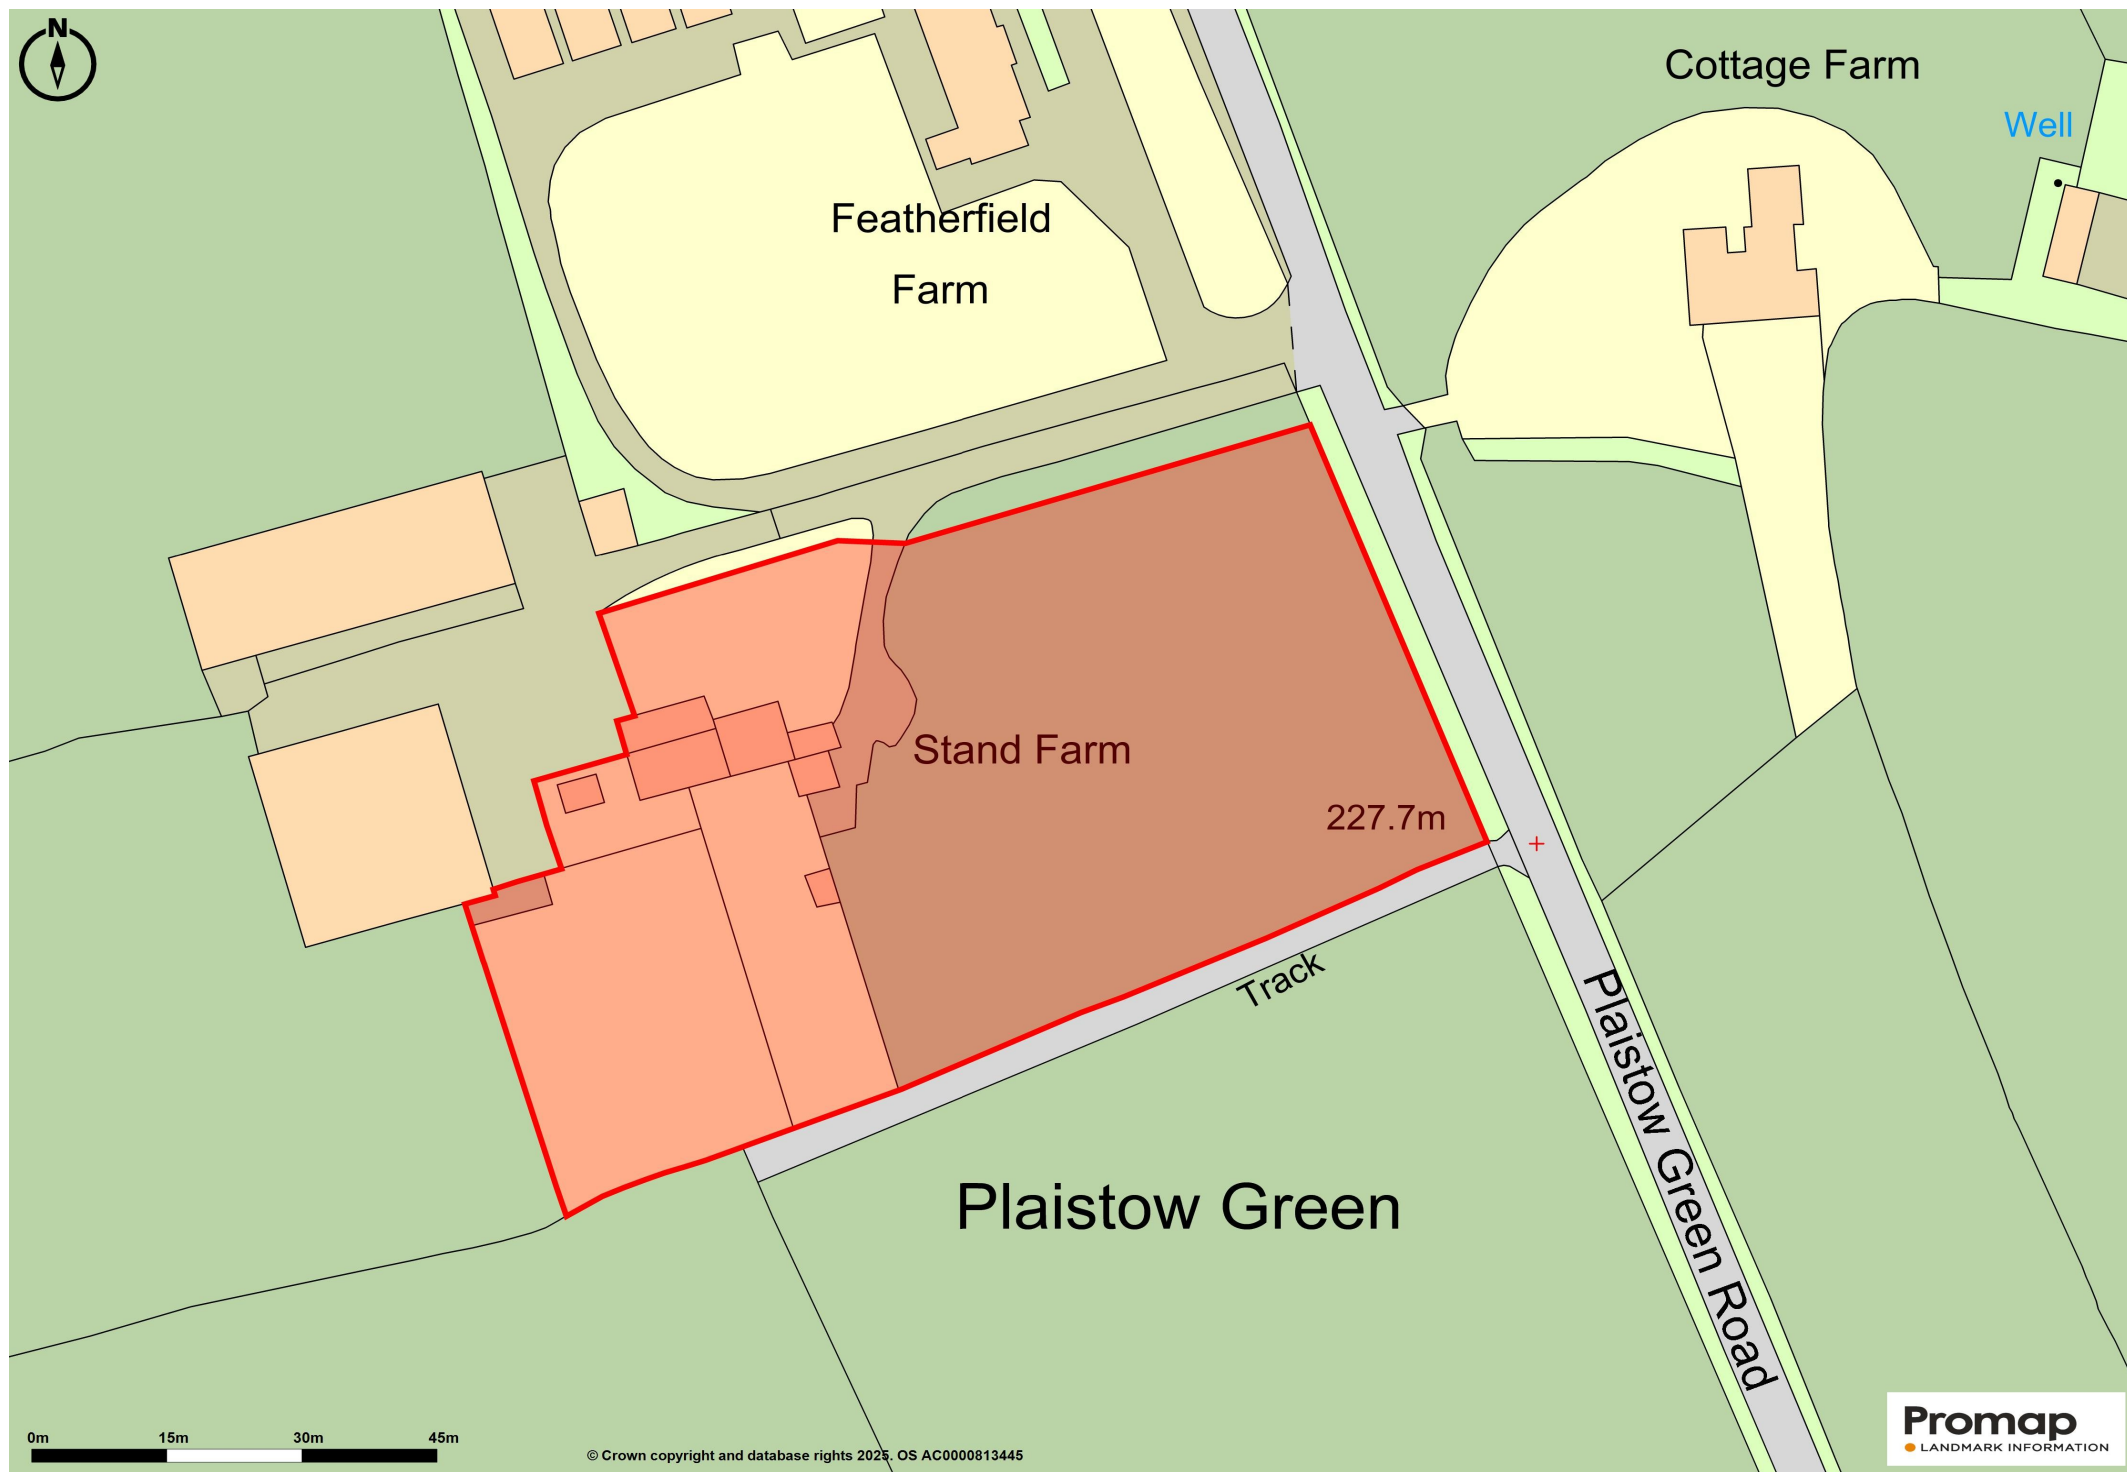 N
Cottage Farm
Well
Featherfield
Farm
Stand Farm
227.7m
Track
Plaistow Green Road
Plaistow Green
0m 15m 30m 45m
© Crown copyright and database rights 2025. OS AC0000813445
Promap
LANDMARK INFORMATION